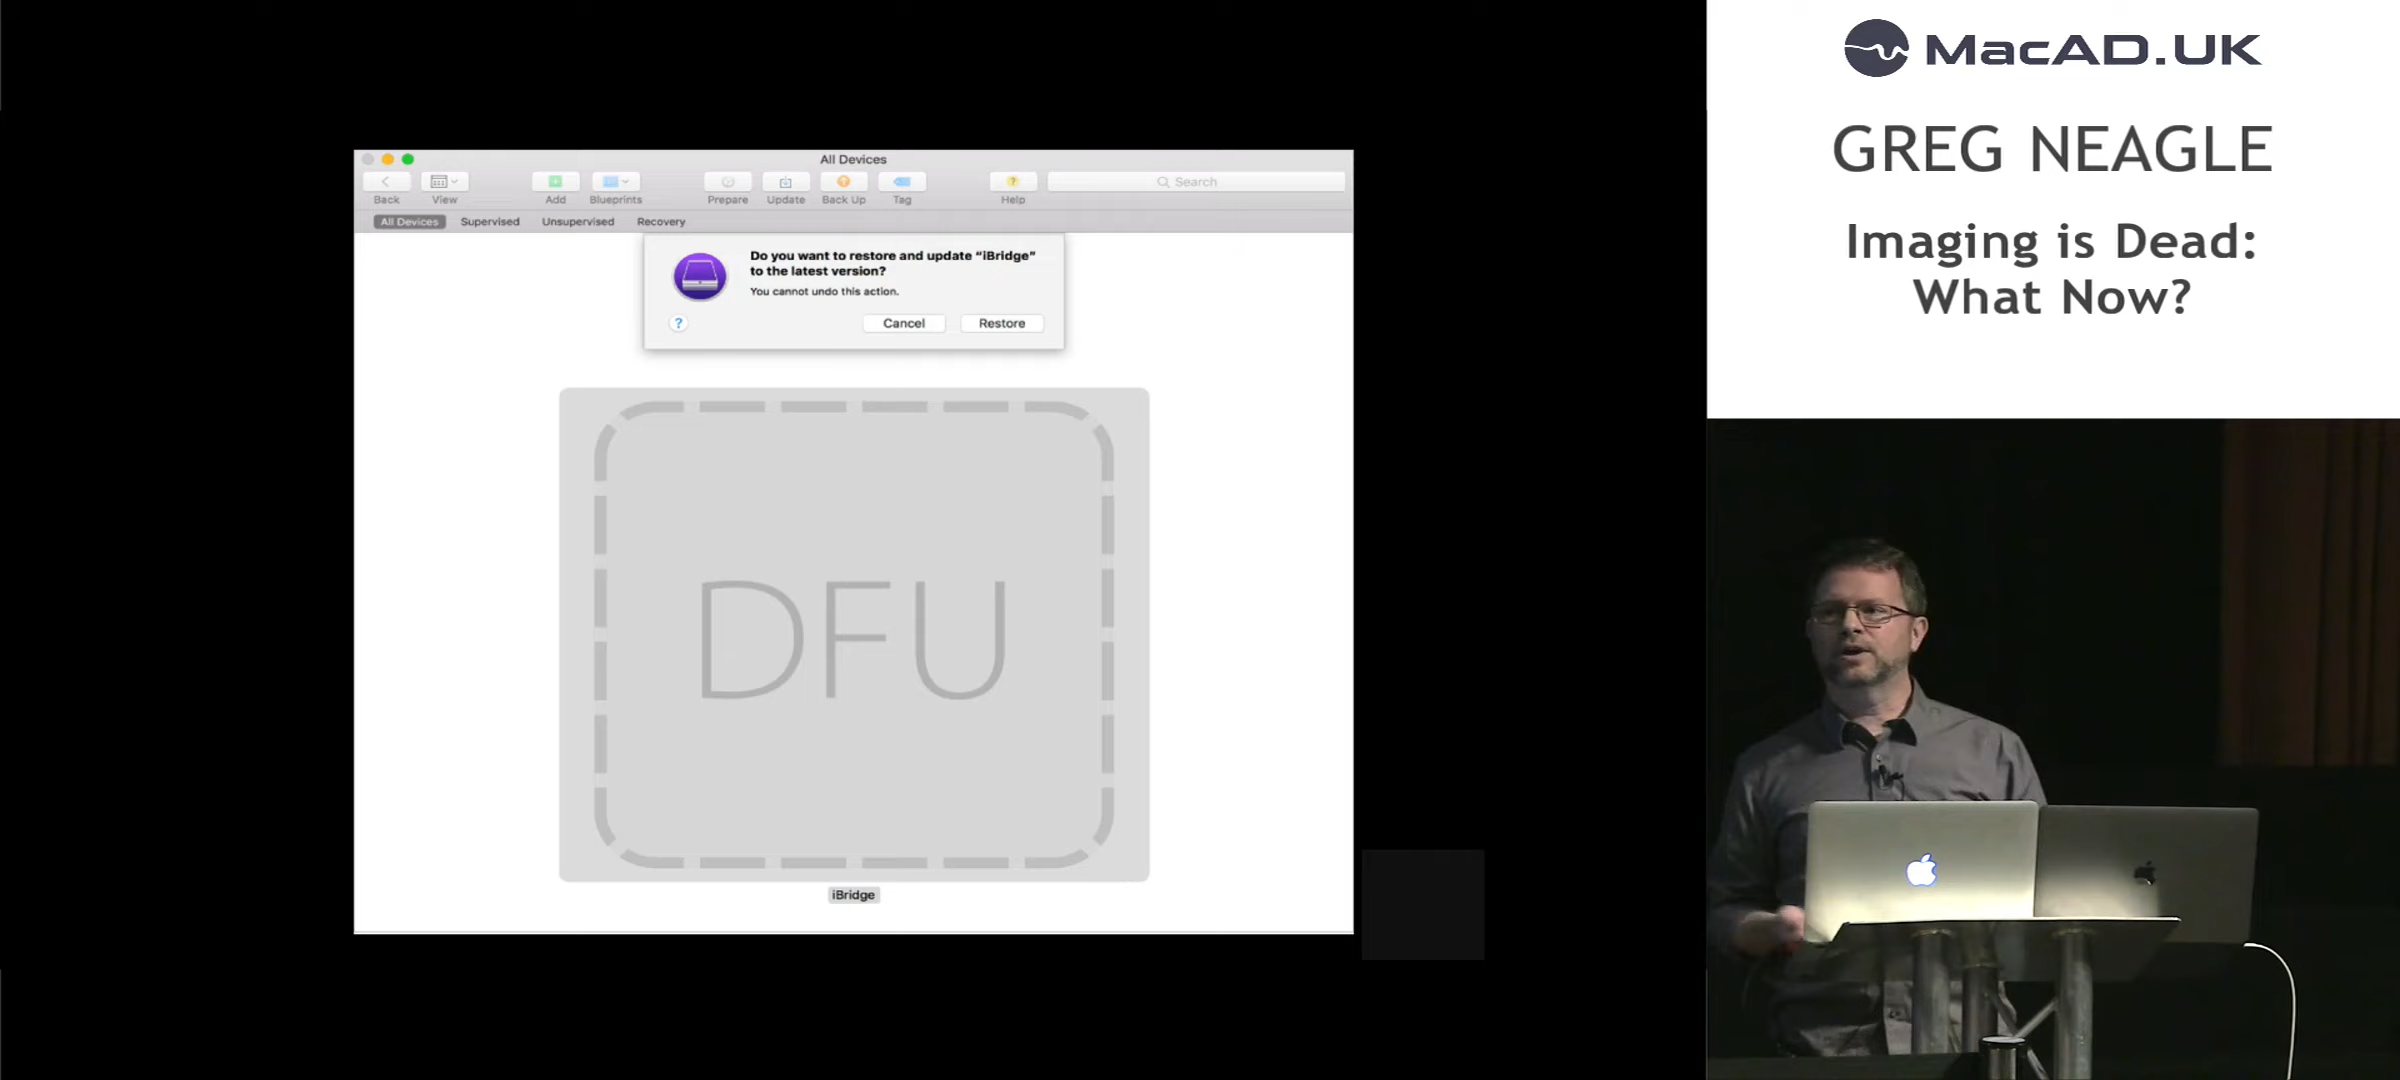 All Devices
Back
View
Add
Blueprints
Prepare
Update
Back Up
Tag
?
Help
Search
All Devices
Supervised
Unsupervised
Recovery
Do you want to restore and update “iBridge”
to the latest version?
You cannot undo this action.
?
Cancel
Restore
DFU
iBridge
MacAD.UK
GREG NEAGLE
Imaging is Dead:
What Now?